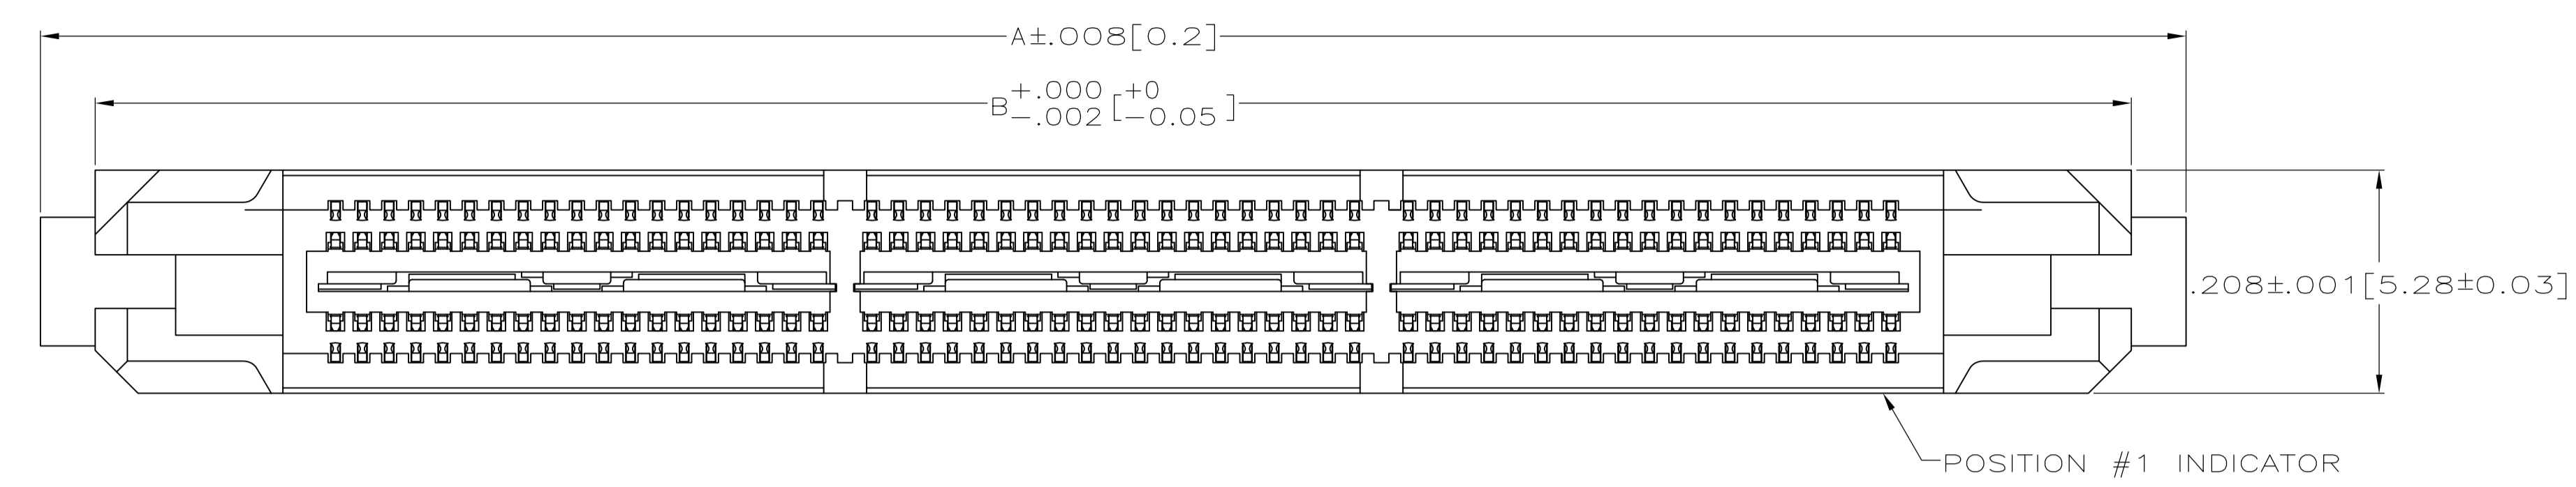 A±.008[0.2]
B +.000 -.002 [ +0 -0.05 ]
.208±.001[5.28±0.03]
POSITION #1 INDICATOR